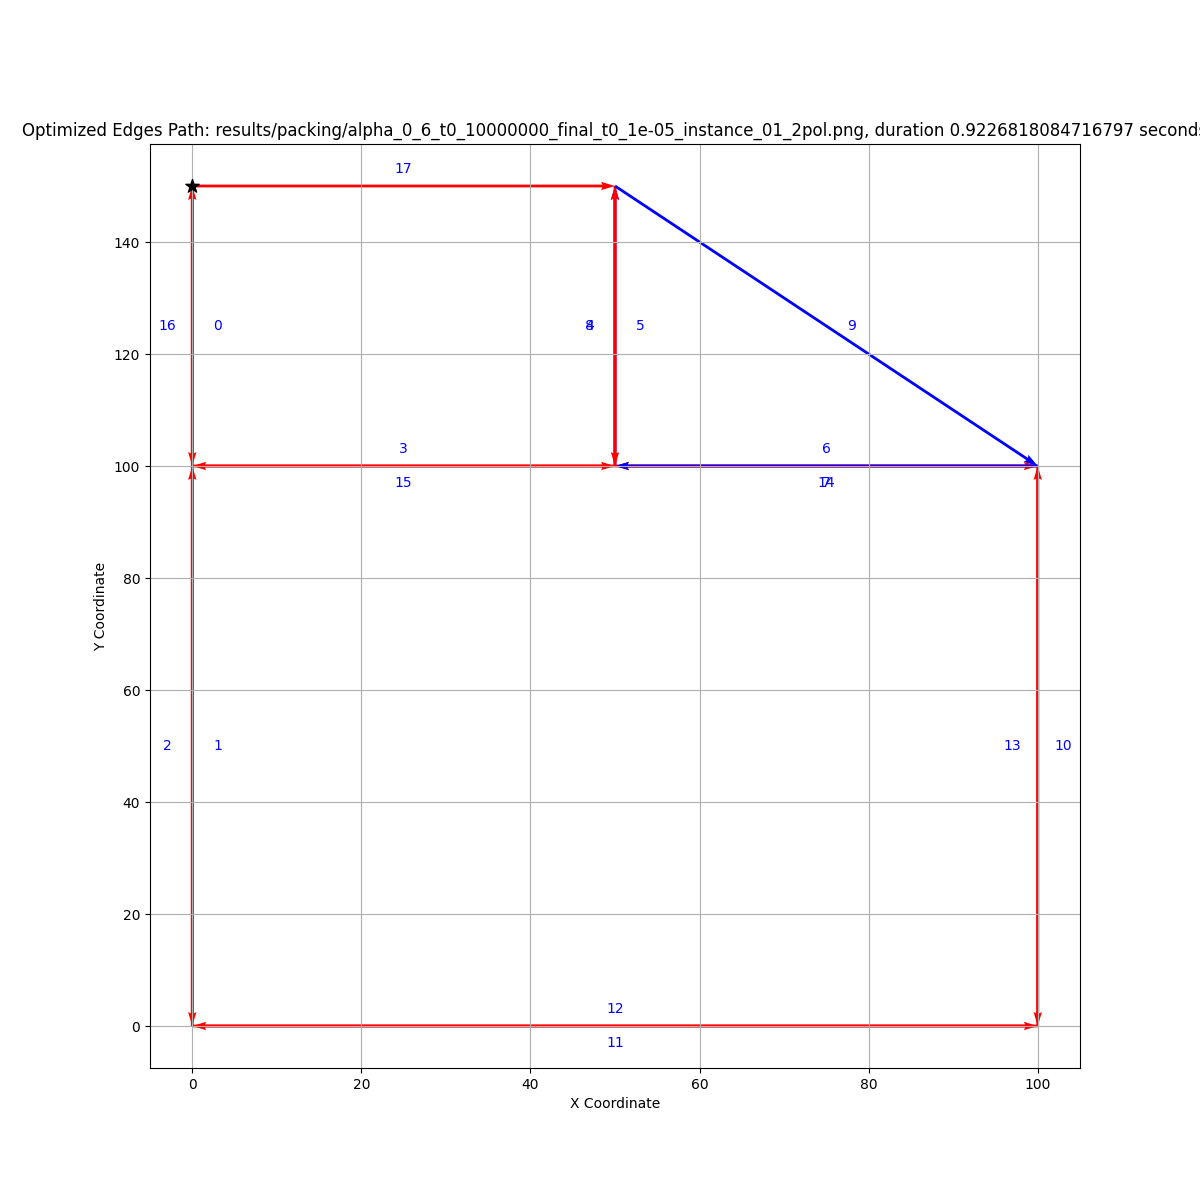 Optimized Edges Path: results/packing/alpha_0_6_t0_10000000_final_t0_1e-05_instance_01_2pol.png, duration 0.9226818084716797 seconds
17
140
16 0 8 4 5 9
120
3 6
100
15 14 7
80
Y Coordinate
60
2 1 13 10
40
20
12
0
11
0 20 40 60 80 100
X Coordinate